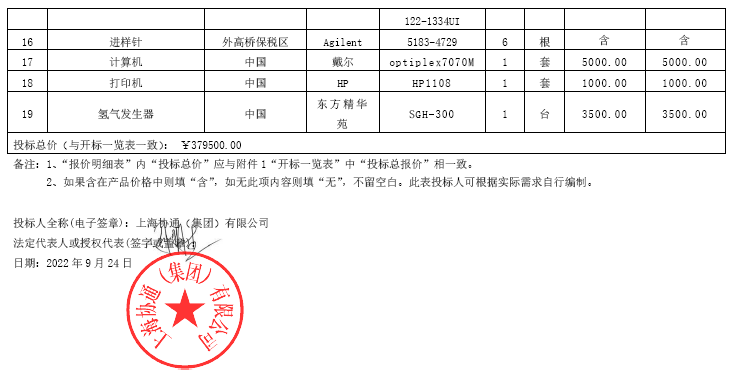 122-1334UI
16 进样针 外高桥保税区 Agilent 5183-4729 6 根 含 含
17 计算机 中国 戴尔 optiplex7070M 1 套 5000.00 5000.00
18 打印机 中国 HP HP1108 1 套 1000.00 1000.00
19 氢气发生器 中国 东方精华苑 SGH-300 1 台 3500.00 3500.00
投标总价（与开标一览表一致）： ￥379500.00
备注：1、“报价明细表”内“投标总价”应与附件 1“开标一览表”中“投标总报价”相一致。
2、如果含在产品价格中则填“含”，如无此项内容则填“无”，不留空白。此表投标人可根据实际需求自行编制。
投标人全称(电子签章)：上海协通（集团）有限公司
法定代表人或授权代表(签字或盖章)：
日期：2022 年 9 月 24 日
上海协通（集团）有限公司